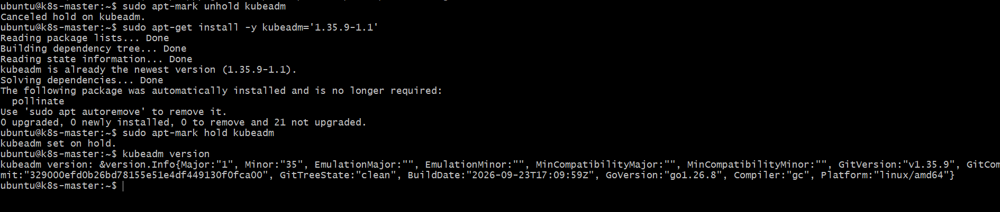 ubuntu@k8s-master:~$ sudo apt-mark unhold kubeadm
Canceled hold on kubeadm.
ubuntu@k8s-master:~$ sudo apt-get install -y kubeadm='1.35.9-1.1'
Reading package lists... Done
Building dependency tree... Done
Reading state information... Done
kubeadm is already the newest version (1.35.9-1.1).
Solving dependencies... Done
The following package was automatically installed and is no longer required:
  pollinate
Use 'sudo apt autoremove' to remove it.
0 upgraded, 0 newly installed, 0 to remove and 21 not upgraded.
ubuntu@k8s-master:~$ sudo apt-mark hold kubeadm
kubeadm set on hold.
ubuntu@k8s-master:~$ kubeadm version
kubeadm version: &version.Info{Major:"1", Minor:"35", EmulationMajor:"", EmulationMinor:"", MinCompatibilityMajor:"", MinCompatibilityMinor:"", GitVersion:"v1.35.9", GitCom
mit:"329000efd0b26bd78155e51e4df449130f0fca00", GitTreeState:"clean", BuildDate:"2026-09-23T17:09:59Z", GoVersion:"go1.26.8", Compiler:"gc", Platform:"linux/amd64"}
ubuntu@k8s-master:~$